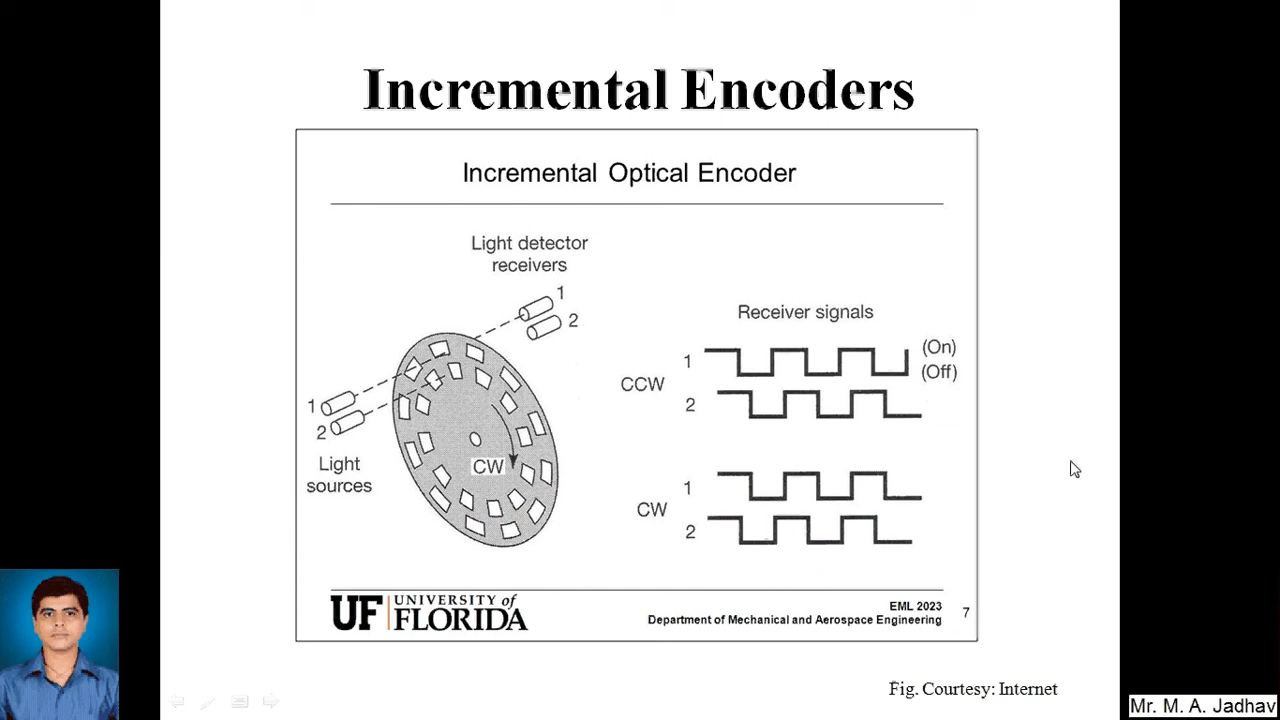 Incremental Encoders
Incremental Optical Encoder
Light detector
receivers
1
2
1
2
Light
sources
CW
Receiver signals
CCW
1
(On)
(Off)
2
CW
1
2
UF UNIVERSITY of
FLORIDA
EML 2023
Department of Mechanical and Aerospace Engineering
7
Fig. Courtesy: Internet
Mr. M. A. Jadhav